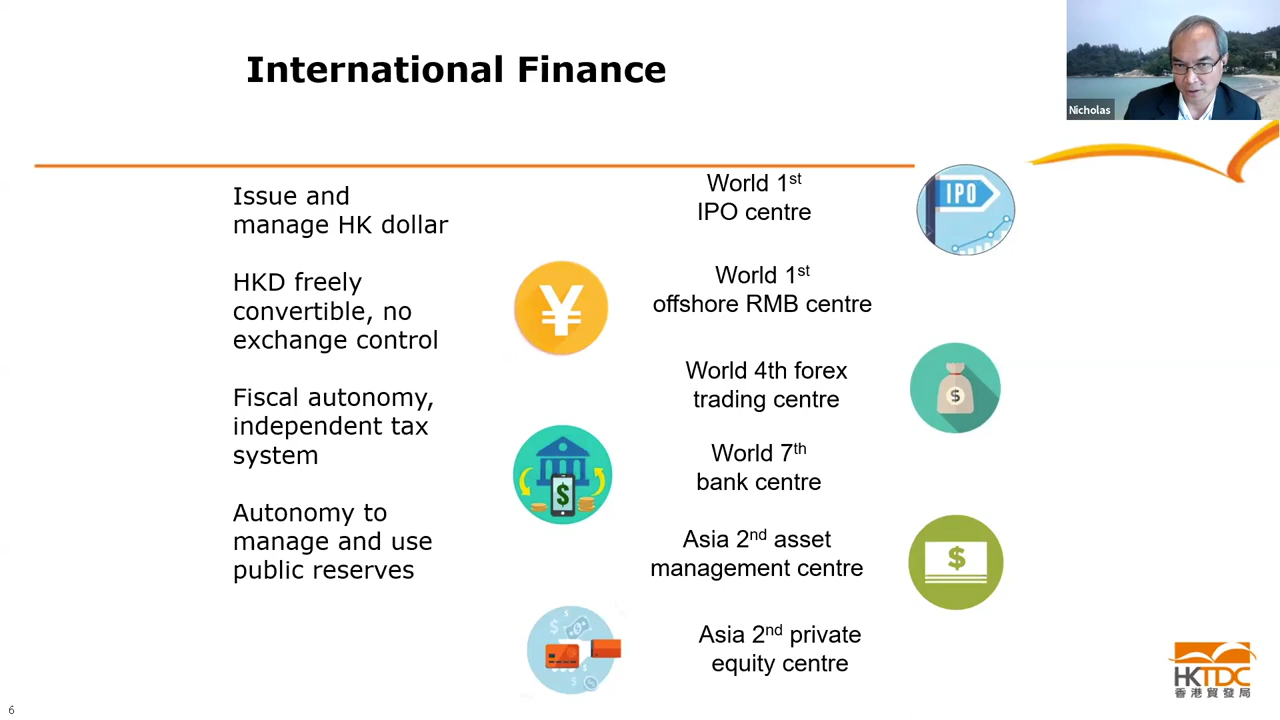 International Finance
Nicholas
Issue and
manage HK dollar
HKD freely
convertible, no
exchange control
Fiscal autonomy,
independent tax
system
Autonomy to
manage and use
public reserves
¥
$
$
World 1st
IPO centre
World 1st
offshore RMB centre
World 4th forex
trading centre
World 7th
bank centre
Asia 2nd asset
management centre
Asia 2nd private
equity centre
IPO
$
$
HKTDC
香港貿發局
6